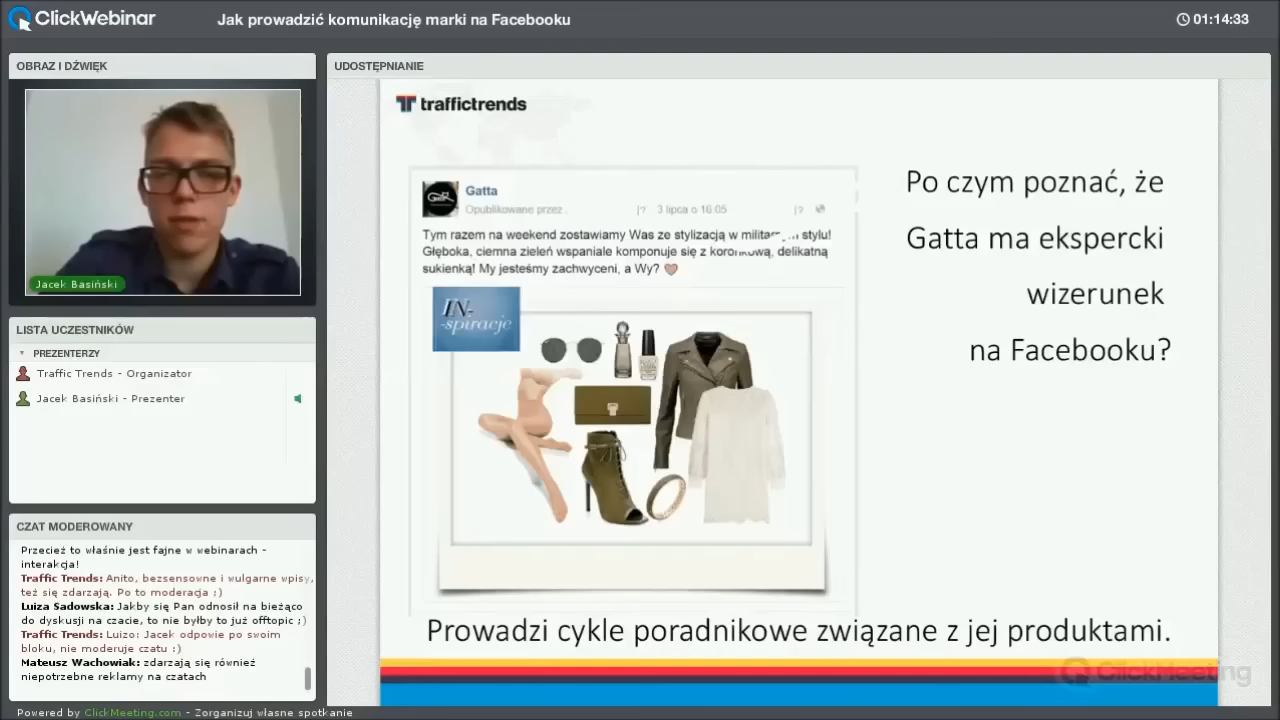 ClickWebinar
Jak prowadzić komunikację marki na Facebooku
01:14:33
OBRAZ I DŹWIĘK
Jacek Basiński
LISTA UCZESTNIKÓW
PREZENTERZY
Traffic Trends - Organizator
Jacek Basiński - Prezenter
CZAT MODEROWANY
Przecież to właśnie jest fajne w webinarach -
interakcja!
Traffic Trends: Anito, bezsensowne i wulgarne wpisy,
też się zdarzają. Po to moderacja ;)
Luiza Sadowska: Jakby się Pan odnosił na bieżąco
do dyskusji na czacie, to nie byłby to już offtopic ;)
Traffic Trends: Luizo: Jacek odpowie po swoim
bloku, nie moderuje czatu :)
Mateusz Wachowiak: zdarzają się również
niepotrzebne reklamy na czatach
Powered by ClickMeeting.com - Zorganizuj własne spotkanie
UDOSTĘPNIANIE
traffictrends
Gatta
Opublikowane przez
|? 3 lipca o 16:05 |?
Tym razem na weekend zostawiamy Was ze stylizacją w stylu!
Głęboka, ciemna zieleń wspaniale komponuje się z koronkową, delikatną
sukienką! My jesteśmy zachwyceni, a Wy?
IN-
-spiracje
Po czym poznać, że
Gatta ma ekspercki
wizerunek
na Facebooku?
Prowadzi cykle poradnikowe związane z jej produktami.
ClickMeeting